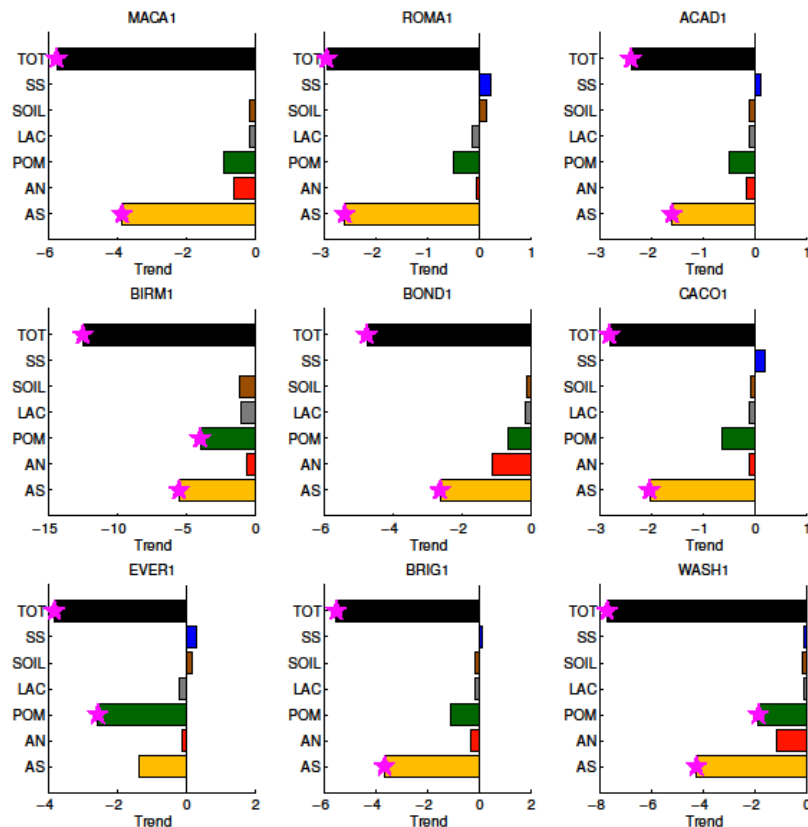 MACA1 ROMA1 ACAD1
TOT TOT TOT
SS SS SS
SOIL SOIL SOIL
LAC LAC LAC
POM POM POM
AN AN AN
AS AS AS
−6 −4 −2 0 −3 −2 −1 0 1 −3 −2 −1 0 1
Trend Trend Trend
BIRM1 BOND1 CACO1
TOT TOT TOT
SS SS SS
SOIL SOIL SOIL
LAC LAC LAC
POM POM POM
AN AN AN
AS AS AS
−15 −10 −5 0 −6 −4 −2 0 −3 −2 −1 0 1
Trend Trend Trend
EVER1 BRIG1 WASH1
TOT TOT TOT
SS SS SS
SOIL SOIL SOIL
LAC LAC LAC
POM POM POM
AN AN AN
AS AS AS
−4 −2 0 2 −6 −4 −2 0 2 −8 −6 −4 −2 0
Trend Trend Trend